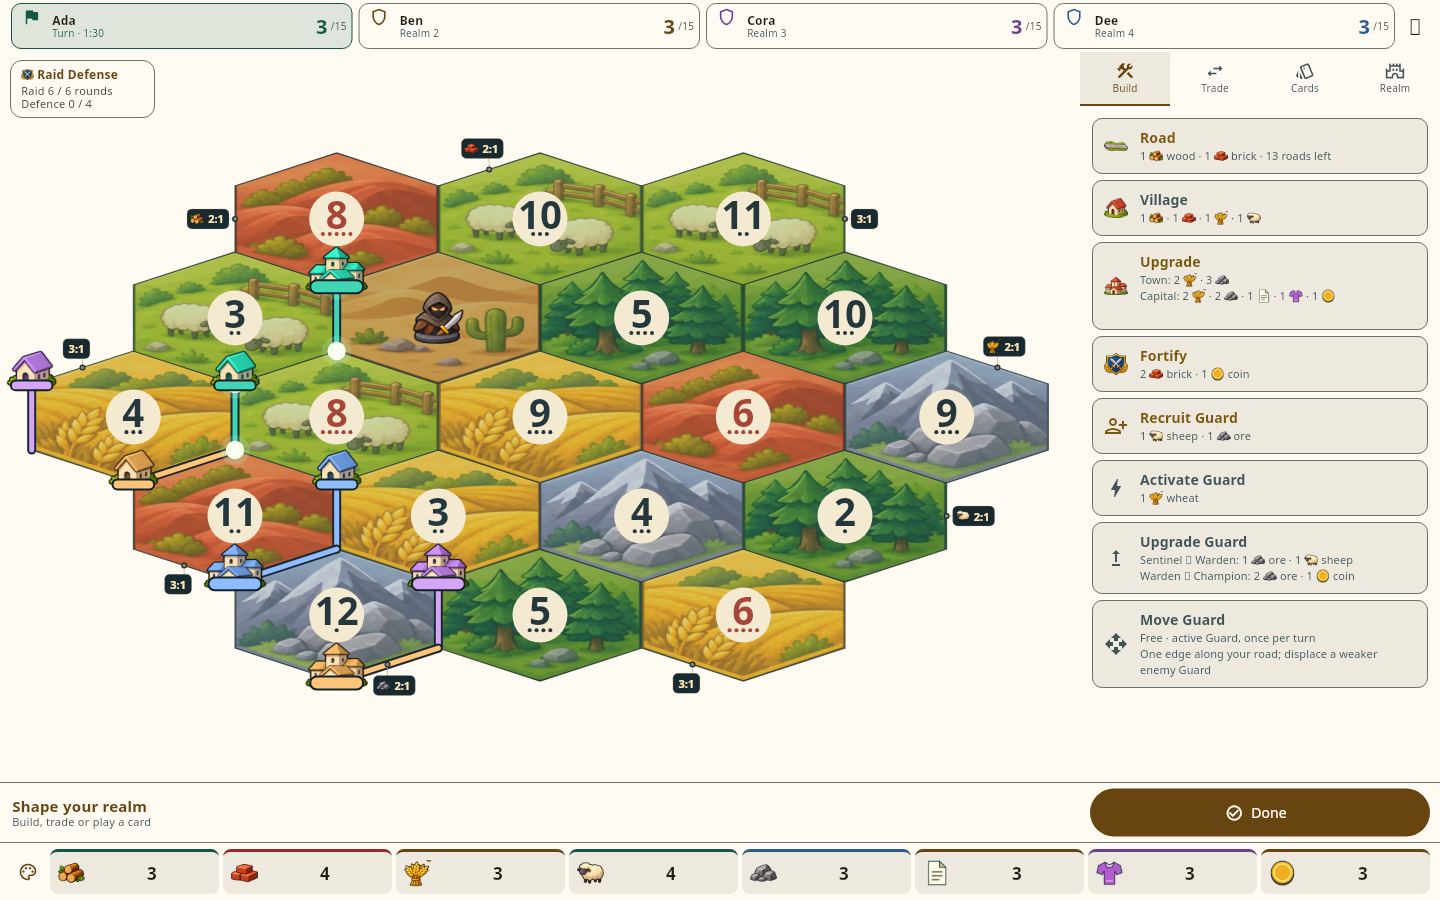 Ada
Turn · 1:30
3 /15
Ben
Realm 2
3 /15
Cora
Realm 3
3 /15
Dee
Realm 4
3 /15
Raid Defense
Raid 6 / 6 rounds
Defence 0 / 4
Build
Trade
Cards
Realm
2:1
2:1
8
10
11
3:1
3
5
10
3:1
2:1
4
8
9
6
9
11
3
4
2
2:1
3:1
12
5
6
2:1
3:1
Road
1 wood · 1 brick · 13 roads left
Village
1 · 1 · 1 · 1
Upgrade
Town: 2 · 3
Capital: 2 · 2 · 1 · 1 · 1
Fortify
2 brick · 1 coin
Recruit Guard
1 sheep · 1 ore
Activate Guard
1 wheat
Upgrade Guard
Sentinel Warden: 1 ore · 1 sheep
Warden Champion: 2 ore · 1 coin
Move Guard
Free · active Guard, once per turn
One edge along your road; displace a weaker
enemy Guard
Shape your realm
Build, trade or play a card
Done
3
4
3
4
3
3
3
3